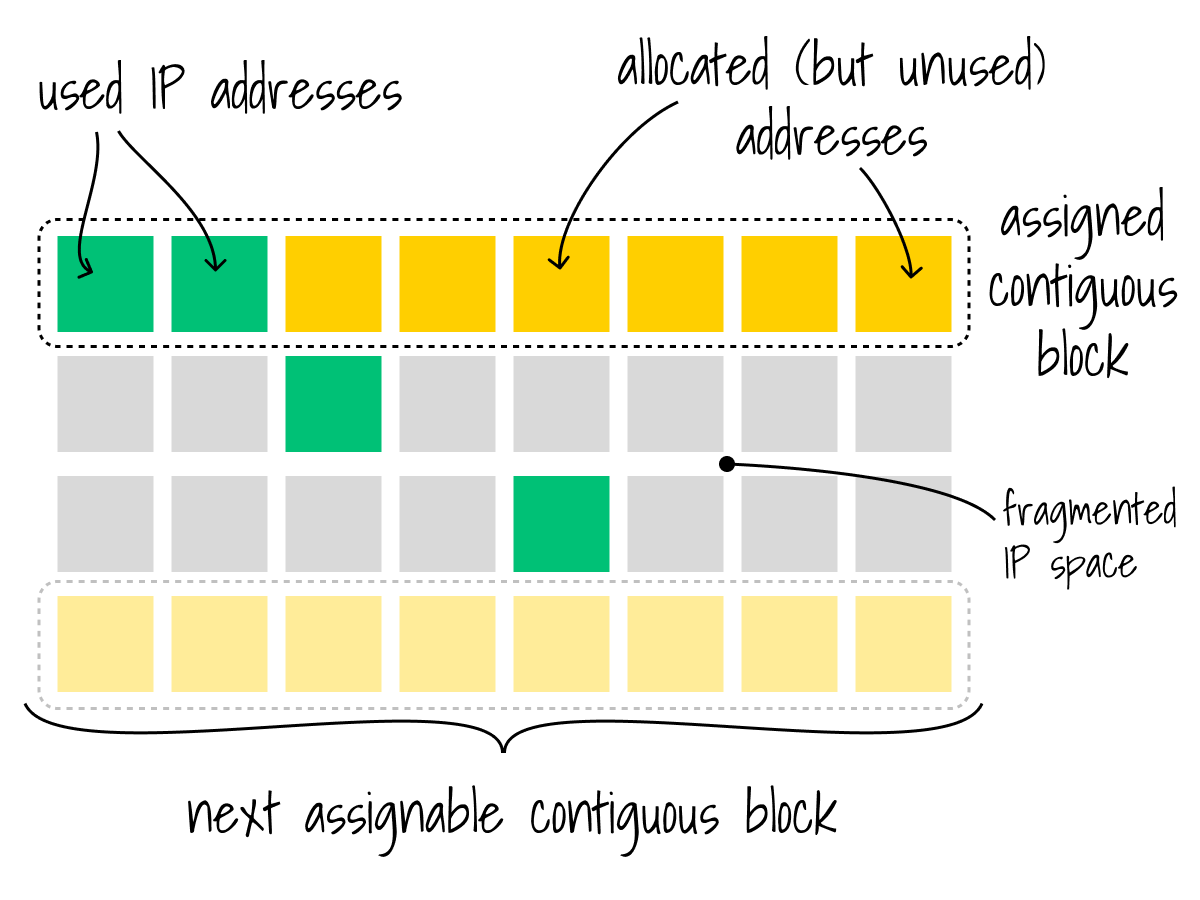 used IP addresses
allocated (but unused)
addresses
assigned
contiguous
block
fragmented
IP space
next assignable contiguous block